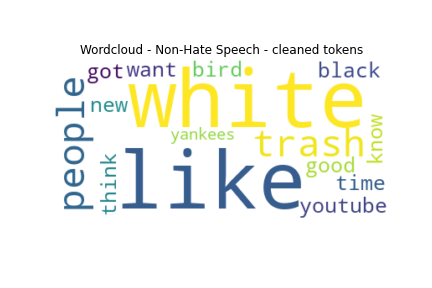 Wordcloud - Non-Hate Speech - cleaned tokens
got want bird black
new white
people yankees trash know
think like good
time
youtube